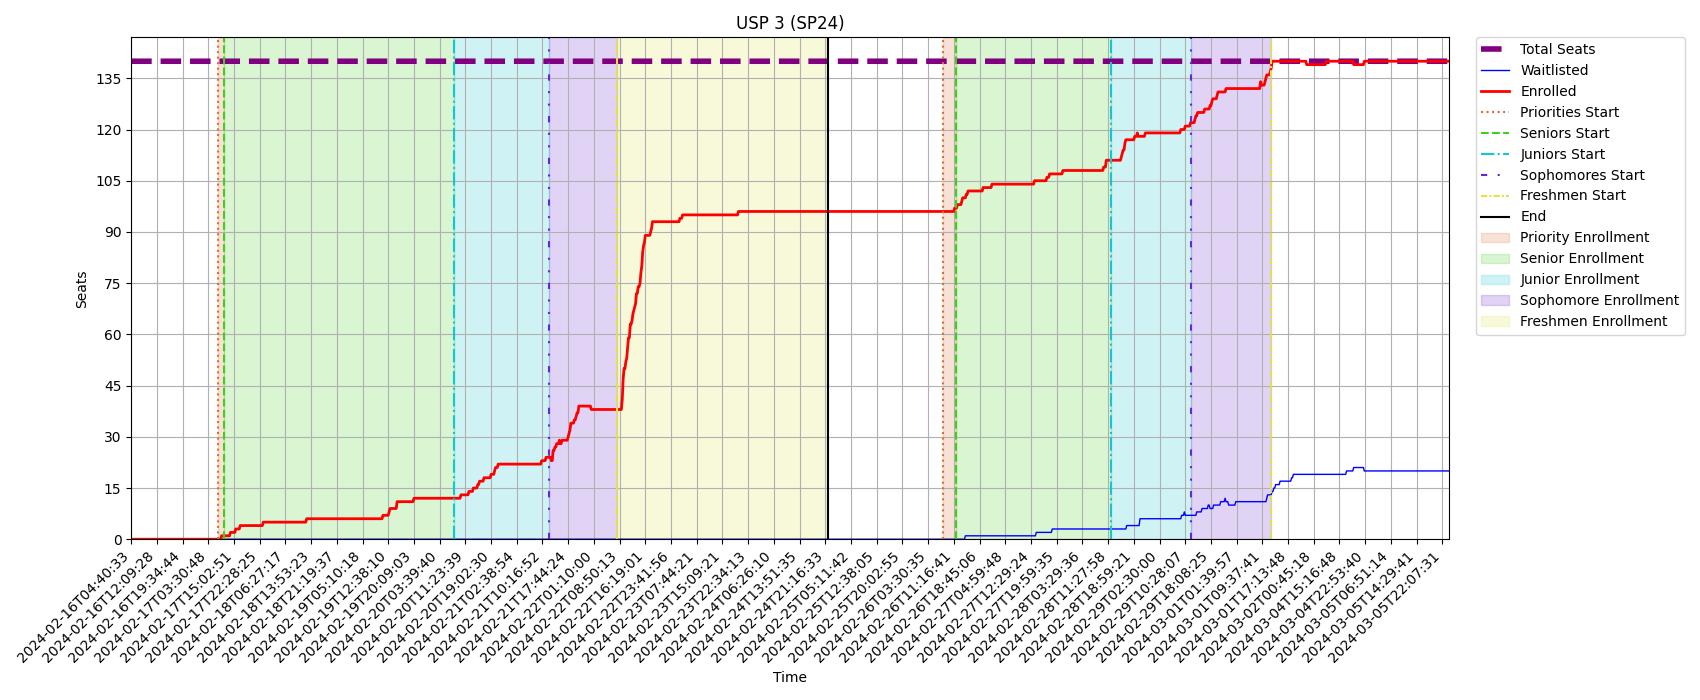 USP 3 (SP24)
Seats
135
120
105
90
75
60
45
30
15
0
2024-02-16T04:40:33
2024-02-16T12:09:28
2024-02-16T19:34:44
2024-02-17T03:30:48
2024-02-17T15:02:51
2024-02-17T22:28:25
2024-02-18T06:27:17
2024-02-18T13:53:23
2024-02-18T21:19:37
2024-02-19T05:10:18
2024-02-19T12:38:10
2024-02-19T20:09:03
2024-02-20T03:39:40
2024-02-20T11:23:39
2024-02-20T19:02:30
2024-02-21T02:38:54
2024-02-21T10:16:52
2024-02-21T17:44:24
2024-02-22T01:10:00
2024-02-22T08:50:13
2024-02-22T16:19:01
2024-02-22T23:41:56
2024-02-23T07:44:21
2024-02-23T15:09:21
2024-02-23T22:34:13
2024-02-24T06:26:10
2024-02-24T13:51:35
2024-02-24T21:16:33
2024-02-25T05:11:42
2024-02-25T12:38:05
2024-02-25T20:02:55
2024-02-26T03:30:35
2024-02-26T11:16:41
2024-02-26T18:45:06
2024-02-27T04:59:48
2024-02-27T12:29:24
2024-02-27T19:59:35
2024-02-28T03:29:36
2024-02-28T11:27:58
2024-02-28T18:59:21
2024-02-29T02:30:00
2024-02-29T10:28:07
2024-02-29T18:08:25
2024-03-01T01:39:57
2024-03-01T09:37:41
2024-03-01T17:13:48
2024-03-02T00:45:18
2024-03-04T15:16:48
2024-03-04T22:53:40
2024-03-05T06:51:14
2024-03-05T14:29:41
2024-03-05T22:07:31
Time
Total Seats
Waitlisted
Enrolled
Priorities Start
Seniors Start
Juniors Start
Sophomores Start
Freshmen Start
End
Priority Enrollment
Senior Enrollment
Junior Enrollment
Sophomore Enrollment
Freshmen Enrollment